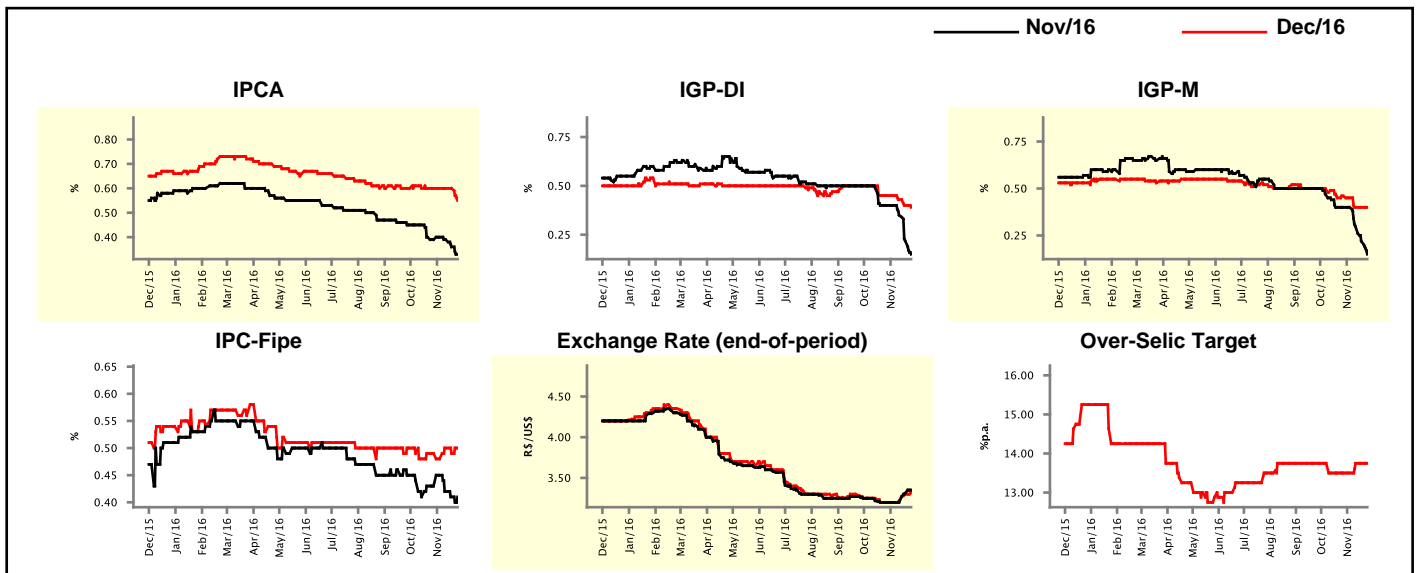 Nov/16 Dec/16
IPCA
%
0.80
0.70
0.60
0.50
0.40
Dec/15 Jan/16 Feb/16 Mar/16 Apr/16 May/16 Jun/16 Jul/16 Aug/16 Sep/16 Oct/16 Nov/16
IGP-DI
%
0.75
0.50
0.25
Dec/15 Jan/16 Feb/16 Mar/16 Apr/16 May/16 Jun/16 Jul/16 Aug/16 Sep/16 Oct/16 Nov/16
IGP-M
%
0.75
0.50
0.25
Dec/15 Jan/16 Feb/16 Mar/16 Apr/16 May/16 Jun/16 Jul/16 Aug/16 Sep/16 Oct/16 Nov/16
IPC-Fipe
%
0.65
0.60
0.55
0.50
0.45
0.40
Dec/15 Jan/16 Feb/16 Mar/16 Apr/16 May/16 Jun/16 Jul/16 Aug/16 Sep/16 Oct/16 Nov/16
Exchange Rate (end-of-period)
R$/US$
4.50
4.00
3.50
Dec/15 Jan/16 Feb/16 Mar/16 Apr/16 May/16 Jun/16 Jul/16 Aug/16 Sep/16 Oct/16 Nov/16
Over-Selic Target
%p.a.
16.00
15.00
14.00
13.00
Dec/15 Jan/16 Feb/16 Mar/16 Apr/16 May/16 Jun/16 Jul/16 Aug/16 Sep/16 Oct/16 Nov/16